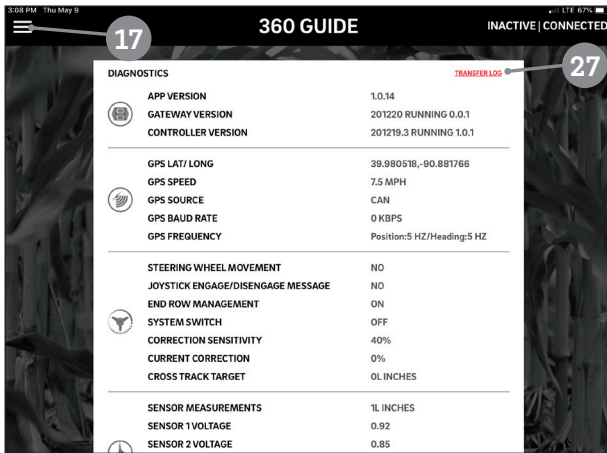 3:08 PM Thu May 9 LTE 67%
17 360 GUIDE INACTIVE | CONNECTED
27
DIAGNOSTICS TRANSFER LOG
APP VERSION 1.0.14
GATEWAY VERSION 201220 RUNNING 0.0.1
CONTROLLER VERSION 201219.3 RUNNING 1.0.1
GPS LAT/ LONG 39.980518,-90.881766
GPS SPEED 7.5 MPH
GPS SOURCE CAN
GPS BAUD RATE 0 KBPS
GPS FREQUENCY Position:5 HZ/Heading:5 HZ
STEERING WHEEL MOVEMENT NO
JOYSTICK ENGAGE/DISENGAGE MESSAGE NO
END ROW MANAGEMENT ON
SYSTEM SWITCH OFF
CORRECTION SENSITIVITY 40%
CURRENT CORRECTION 0%
CROSS TRACK TARGET 0L INCHES
SENSOR MEASUREMENTS 1L INCHES
SENSOR 1 VOLTAGE 0.92
SENSOR 2 VOLTAGE 0.85